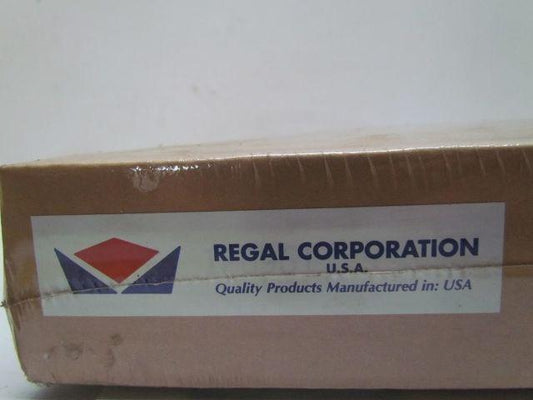 REGAL CORPORATION
U.S.A.
Quality Products Manufactured in: USA